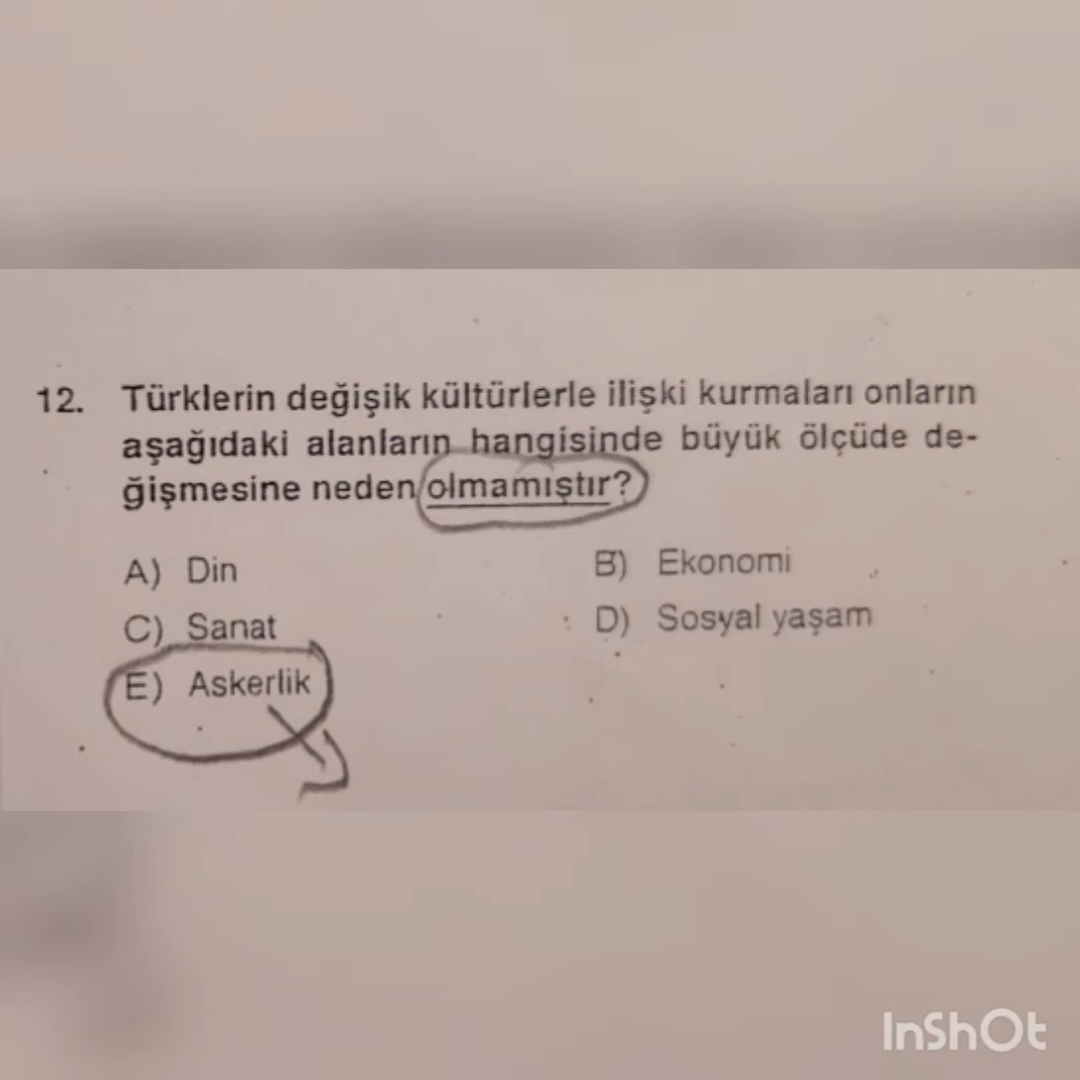 12. Türklerin değişik kültürlerle ilişki kurmaları onların
aşağıdaki alanların hangisinde büyük ölçüde de-
ğişmesine neden olmamıştır?
A) Din
B) Ekonomi
C) Sanat
D) Sosyal yaşam
E) Askerlik
InShOt